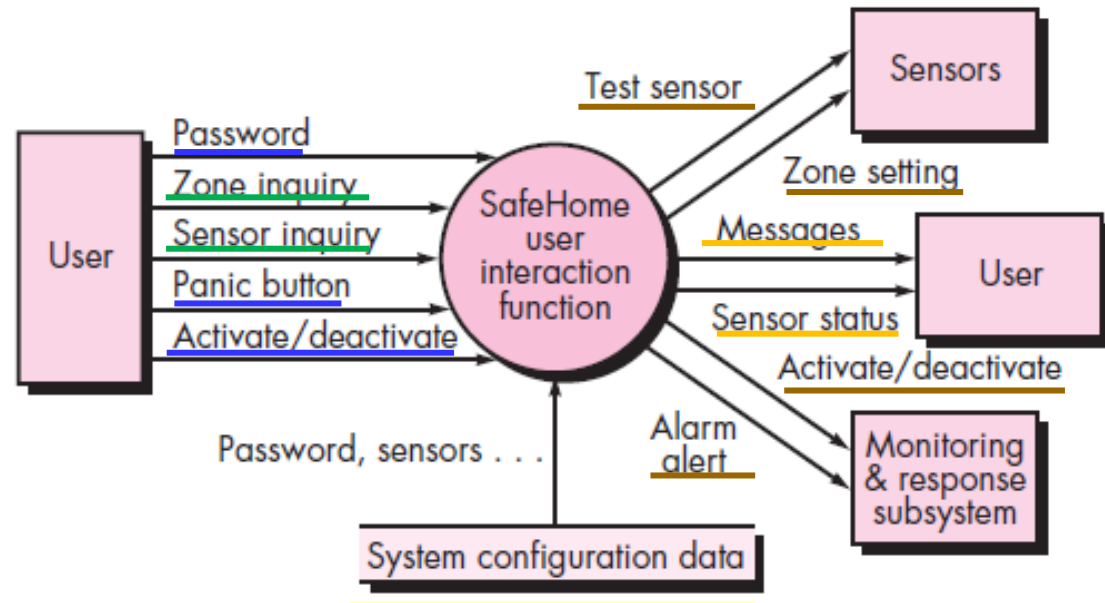 Test sensor
Sensors
Password
Zone inquiry
Zone setting
SafeHome
user
interaction
function
Sensor inquiry
Messages
User
User
Panic button
Sensor status
Activate/deactivate
Activate/deactivate
Password, sensors . . .
Alarm
alert
Monitoring
& response
subsystem
System configuration data